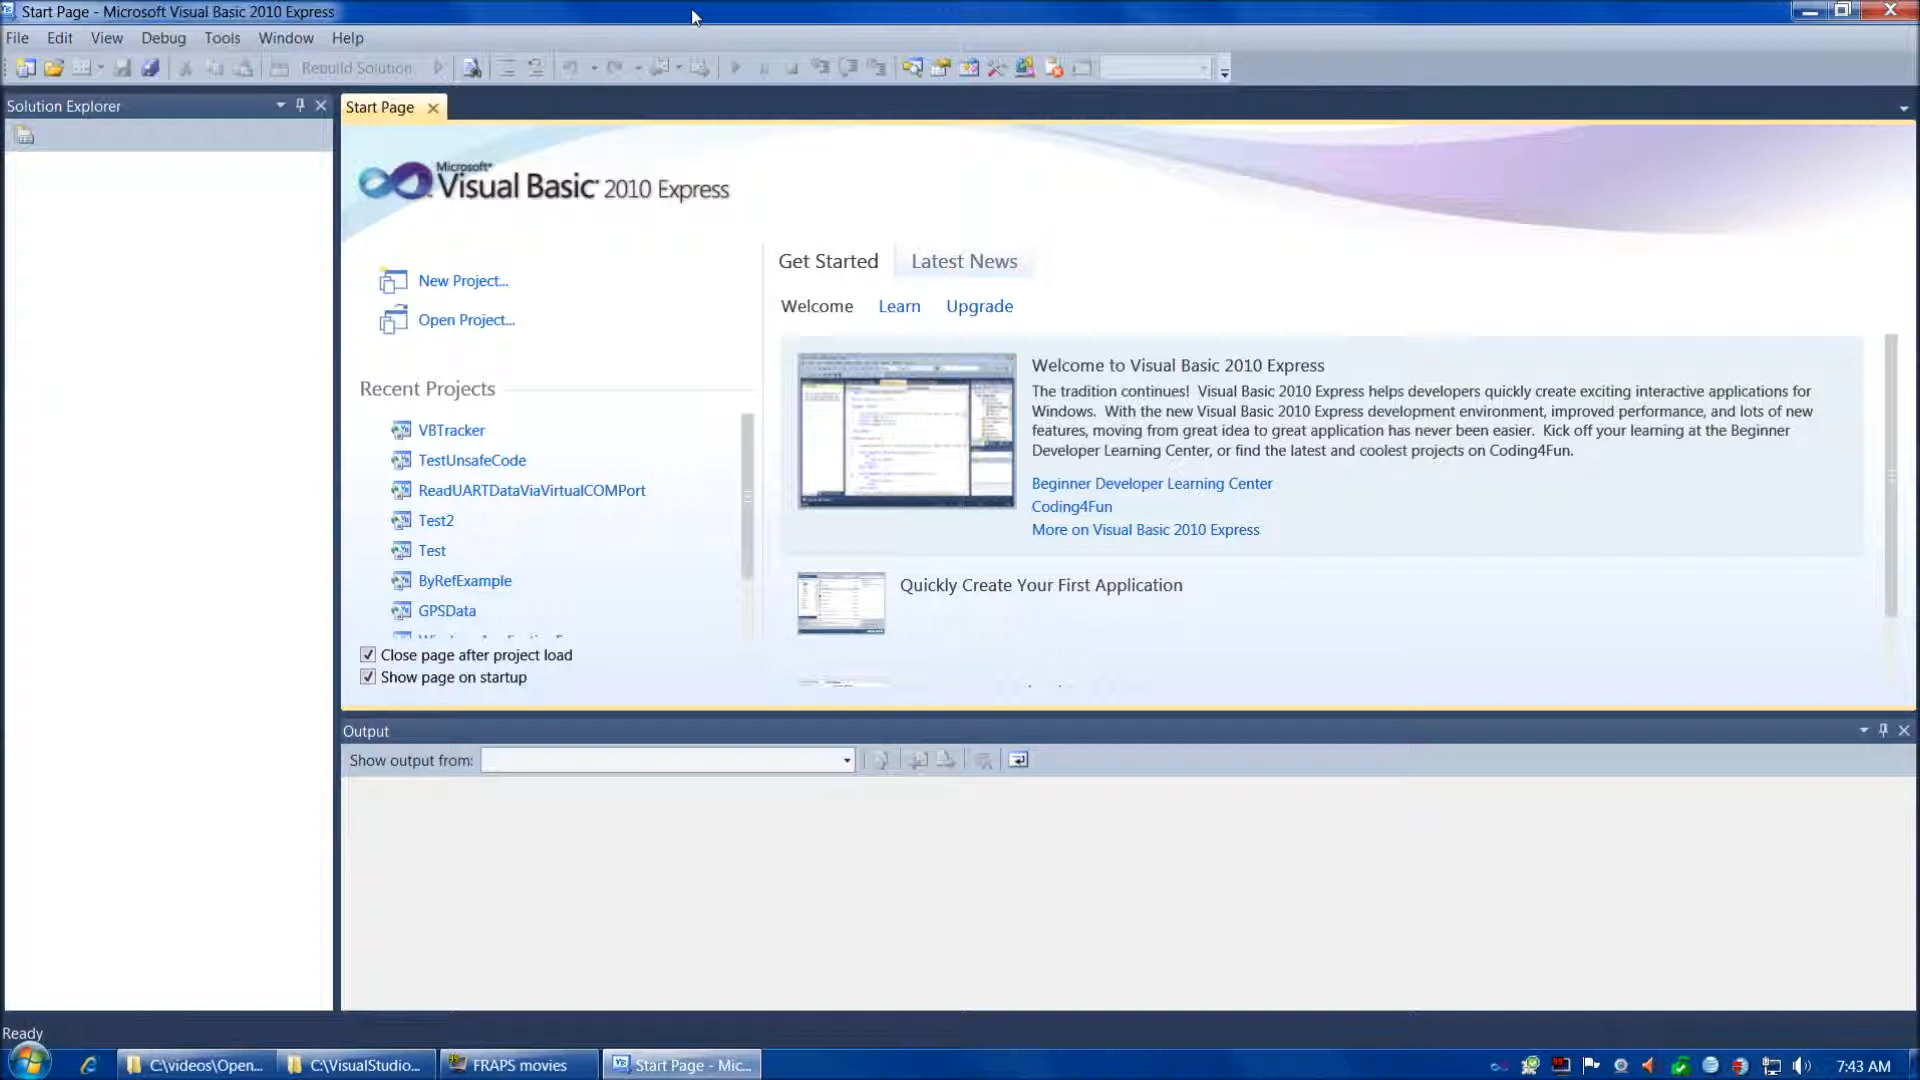 Start Page - Microsoft Visual Basic 2010 Express
File Edit View Debug Tools Window Help
Rebuild Solution
Solution Explorer
Start Page
Microsoft
Visual Basic 2010 Express
New Project...
Open Project...
Recent Projects
VBTracker
TestUnsafeCode
ReadUARTDataViaVirtualCOMPort
Test2
Test
ByRefExample
GPSData
Close page after project load
Show page on startup
Get Started Latest News
Welcome Learn Upgrade
Welcome to Visual Basic 2010 Express
The tradition continues! Visual Basic 2010 Express helps developers quickly create exciting interactive applications for
Windows. With the new Visual Basic 2010 Express development environment, improved performance, and lots of new
features, moving from great idea to great application has never been easier. Kick off your learning at the Beginner
Developer Learning Center, or find the latest and coolest projects on Coding4Fun.
Beginner Developer Learning Center
Coding4Fun
More on Visual Basic 2010 Express
Quickly Create Your First Application
Output
Show output from:
Ready
C:\videos\Open... C:\VisualStudio... FRAPS movies Start Page - Mic... 7:43 AM